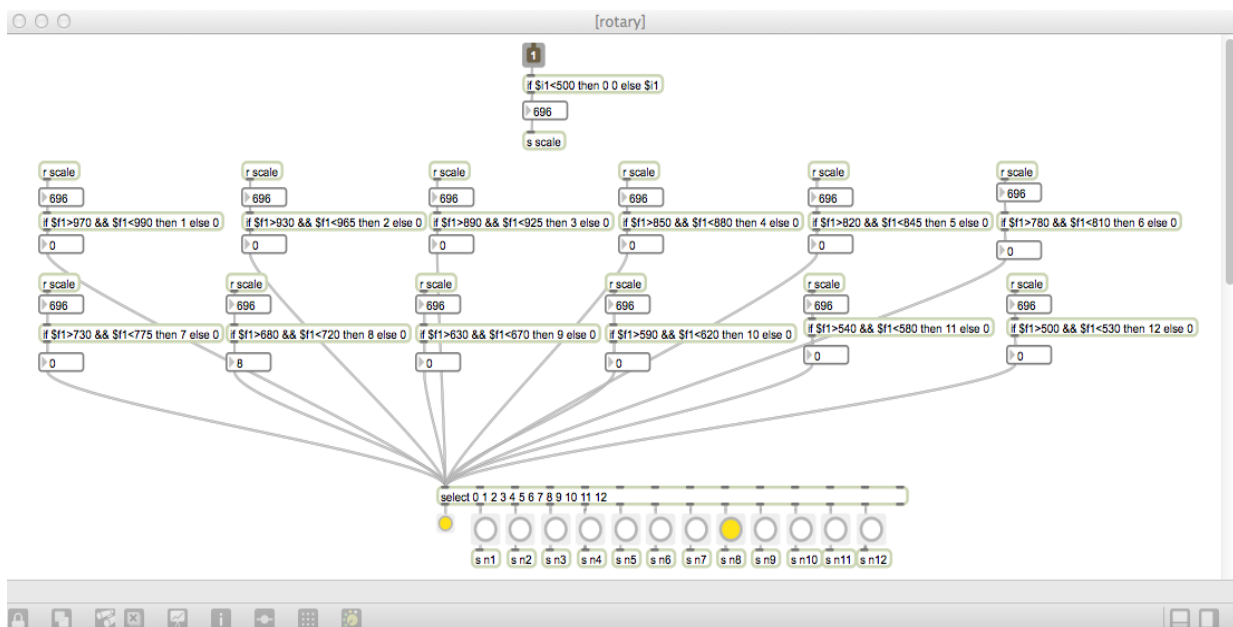 [rotary]
1
if $i1<500 then 0 0 else $i1
696
s scale
r scale r scale r scale r scale r scale r scale
696 696 696 696 696 696
if $f1>970 && $f1<990 then 1 else 0 if $f1>930 && $f1<965 then 2 else 0 if $f1>890 && $f1<925 then 3 else 0 if $f1>850 && $f1<880 then 4 else 0 if $f1>820 && $f1<845 then 5 else 0 if $f1>780 && $f1<810 then 6 else 0
0 0 0 0 0 0
r scale r scale r scale r scale r scale r scale
696 696 696 696 696 696
if $f1>730 && $f1<775 then 7 else 0 if $f1>680 && $f1<720 then 8 else 0 if $f1>630 && $f1<670 then 9 else 0 if $f1>590 && $f1<620 then 10 else 0 if $f1>540 && $f1<580 then 11 else 0 if $f1>500 && $f1<530 then 12 else 0
0 8 0 0 0 0
select 0 1 2 3 4 5 6 7 8 9 10 11 12
s n1 s n2 s n3 s n4 s n5 s n6 s n7 s n8 s n9 s n10 s n11 s n12